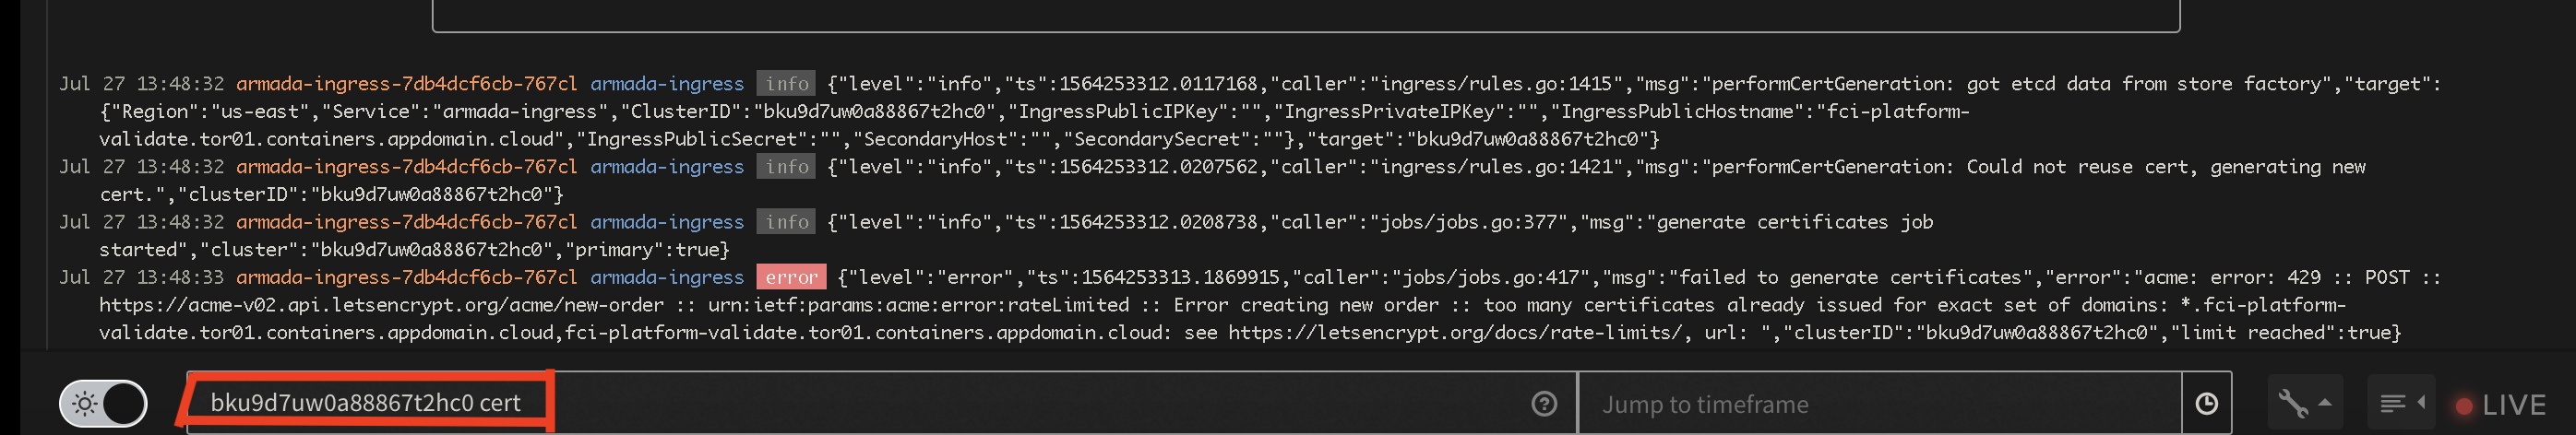 Jul 27 13:48:32 armada-ingress-7db4dcf6cb-767cl armada-ingress info {"level":"info","ts":1564253312.0117168,"caller":"ingress/rules.go:1415","msg":"performCertGeneration: got etcd data from store factory","target":
{"Region":"us-east","Service":"armada-ingress","ClusterID":"bku9d7uw0a88867t2hc0","IngressPublicIPKey":"","IngressPrivateIPKey":"","IngressPublicHostname":"fci-platform-
validate.tor01.containers.appdomain.cloud","IngressPublicSecret":"","SecondaryHost":"","SecondarySecret":""},"target":"bku9d7uw0a88867t2hc0"}
Jul 27 13:48:32 armada-ingress-7db4dcf6cb-767cl armada-ingress info {"level":"info","ts":1564253312.0207562,"caller":"ingress/rules.go:1421","msg":"performCertGeneration: Could not reuse cert, generating new
cert.","clusterID":"bku9d7uw0a88867t2hc0"}
Jul 27 13:48:32 armada-ingress-7db4dcf6cb-767cl armada-ingress info {"level":"info","ts":1564253312.0208738,"caller":"jobs/jobs.go:377","msg":"generate certificates job
started","cluster":"bku9d7uw0a88867t2hc0","primary":true}
Jul 27 13:48:33 armada-ingress-7db4dcf6cb-767cl armada-ingress error {"level":"error","ts":1564253313.1869915,"caller":"jobs/jobs.go:417","msg":"failed to generate certificates","error":"acme: error: 429 :: POST ::
https://acme-v02.api.letsencrypt.org/acme/new-order :: urn:ietf:params:acme:error:rateLimited :: Error creating new order :: too many certificates already issued for exact set of domains: *.fci-platform-
validate.tor01.containers.appdomain.cloud,fci-platform-validate.tor01.containers.appdomain.cloud: see https://letsencrypt.org/docs/rate-limits/, url: ","clusterID":"bku9d7uw0a88867t2hc0","limit reached":true}
bku9d7uw0a88867t2hc0 cert ? Jump to timeframe LIVE